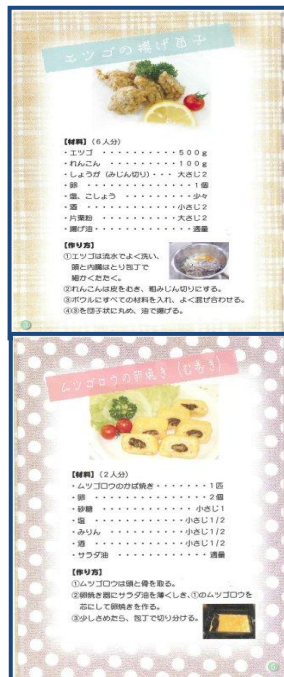 エツゴの揚げ団子
【材料】(6人分)
・エツゴ ・・・・・・・・・・・500g
・れんこん ・・・・・・・・・・100g
・しょうが(みじん切り)・・・大さじ2
・卵 ・・・・・・・・・・・・・・1個
・塩、こしょう ・・・・・・・・・少々
・酒 ・・・・・・・・・・・・小さじ2
・片栗粉 ・・・・・・・・・・大さじ2
・揚げ油 ・・・・・・・・・・・・適量
【作り方】
①エツゴは流水でよく洗い、
頭と内臓はとり包丁で
細かくたたく。
②れんこんは皮をむき、粗みじん切りにする。
③ボウルにすべての材料を入れ、よく混ぜ合わせる。
④③を団子状に丸め、油で揚げる。
ムツゴロウの卵焼き(む巻き)
【材料】(2人分)
・ムツゴロウのかば焼き・・・・・・・1匹
・卵 ・・・・・・・・・・・・・・2個
・砂糖 ・・・・・・・・・・・小さじ1
・塩 ・・・・・・・・・・・小さじ1/2
・みりん ・・・・・・・・・小さじ1/2
・酒 ・・・・・・・・・・・小さじ1/2
・サラダ油 ・・・・・・・・・・・適量
【作り方】
①ムツゴロウは頭と骨を取る。
②卵焼き器にサラダ油を薄くしき、①のムツゴロウを
芯にして卵焼きを作る。
③少しさめたら、包丁で切り分ける。